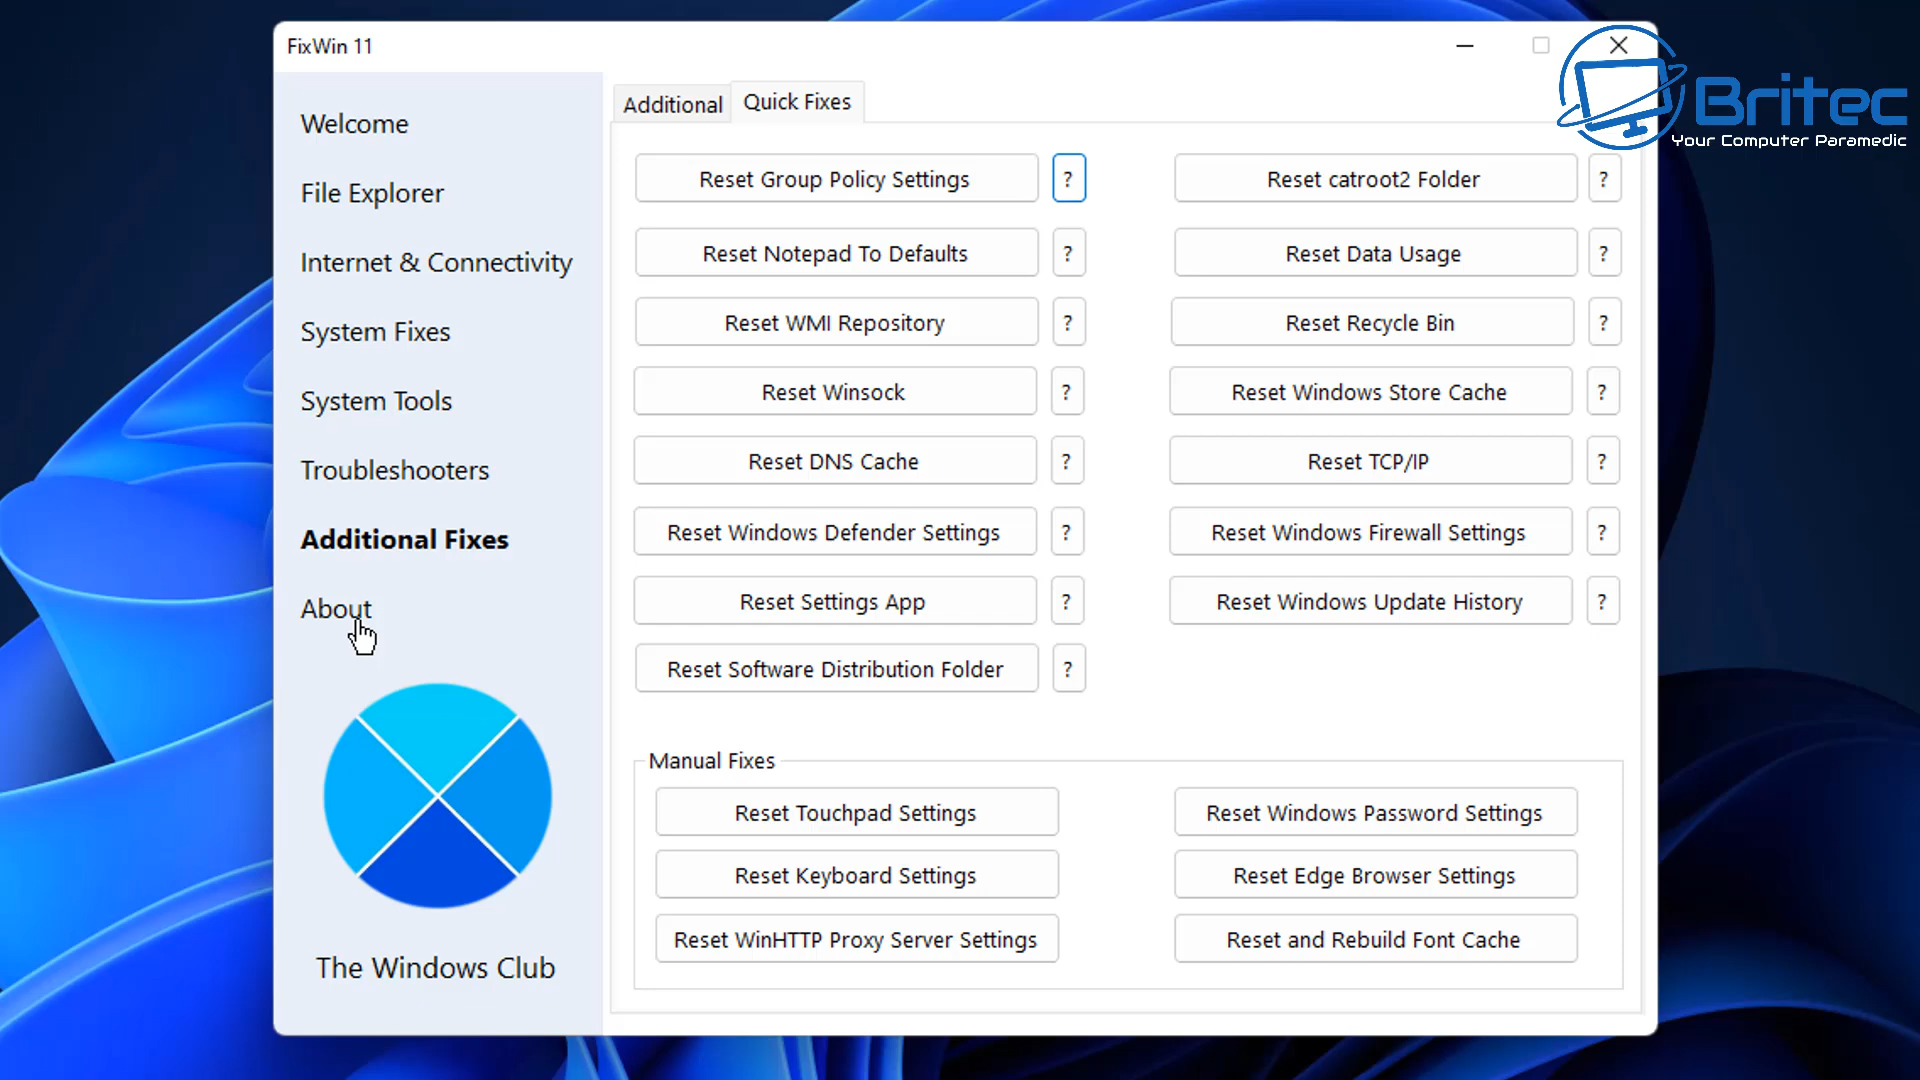 FixWin 11
Britec
Your Computer Paramedic
Welcome
File Explorer
Internet & Connectivity
System Fixes
System Tools
Troubleshooters
Additional Fixes
About
The Windows Club
Additional
Quick Fixes
Reset Group Policy Settings ?
Reset catroot2 Folder ?
Reset Notepad To Defaults ?
Reset Data Usage ?
Reset WMI Repository ?
Reset Recycle Bin ?
Reset Winsock ?
Reset Windows Store Cache ?
Reset DNS Cache ?
Reset TCP/IP ?
Reset Windows Defender Settings ?
Reset Windows Firewall Settings ?
Reset Settings App ?
Reset Windows Update History ?
Reset Software Distribution Folder ?
Manual Fixes
Reset Touchpad Settings
Reset Windows Password Settings
Reset Keyboard Settings
Reset Edge Browser Settings
Reset WinHTTP Proxy Server Settings
Reset and Rebuild Font Cache